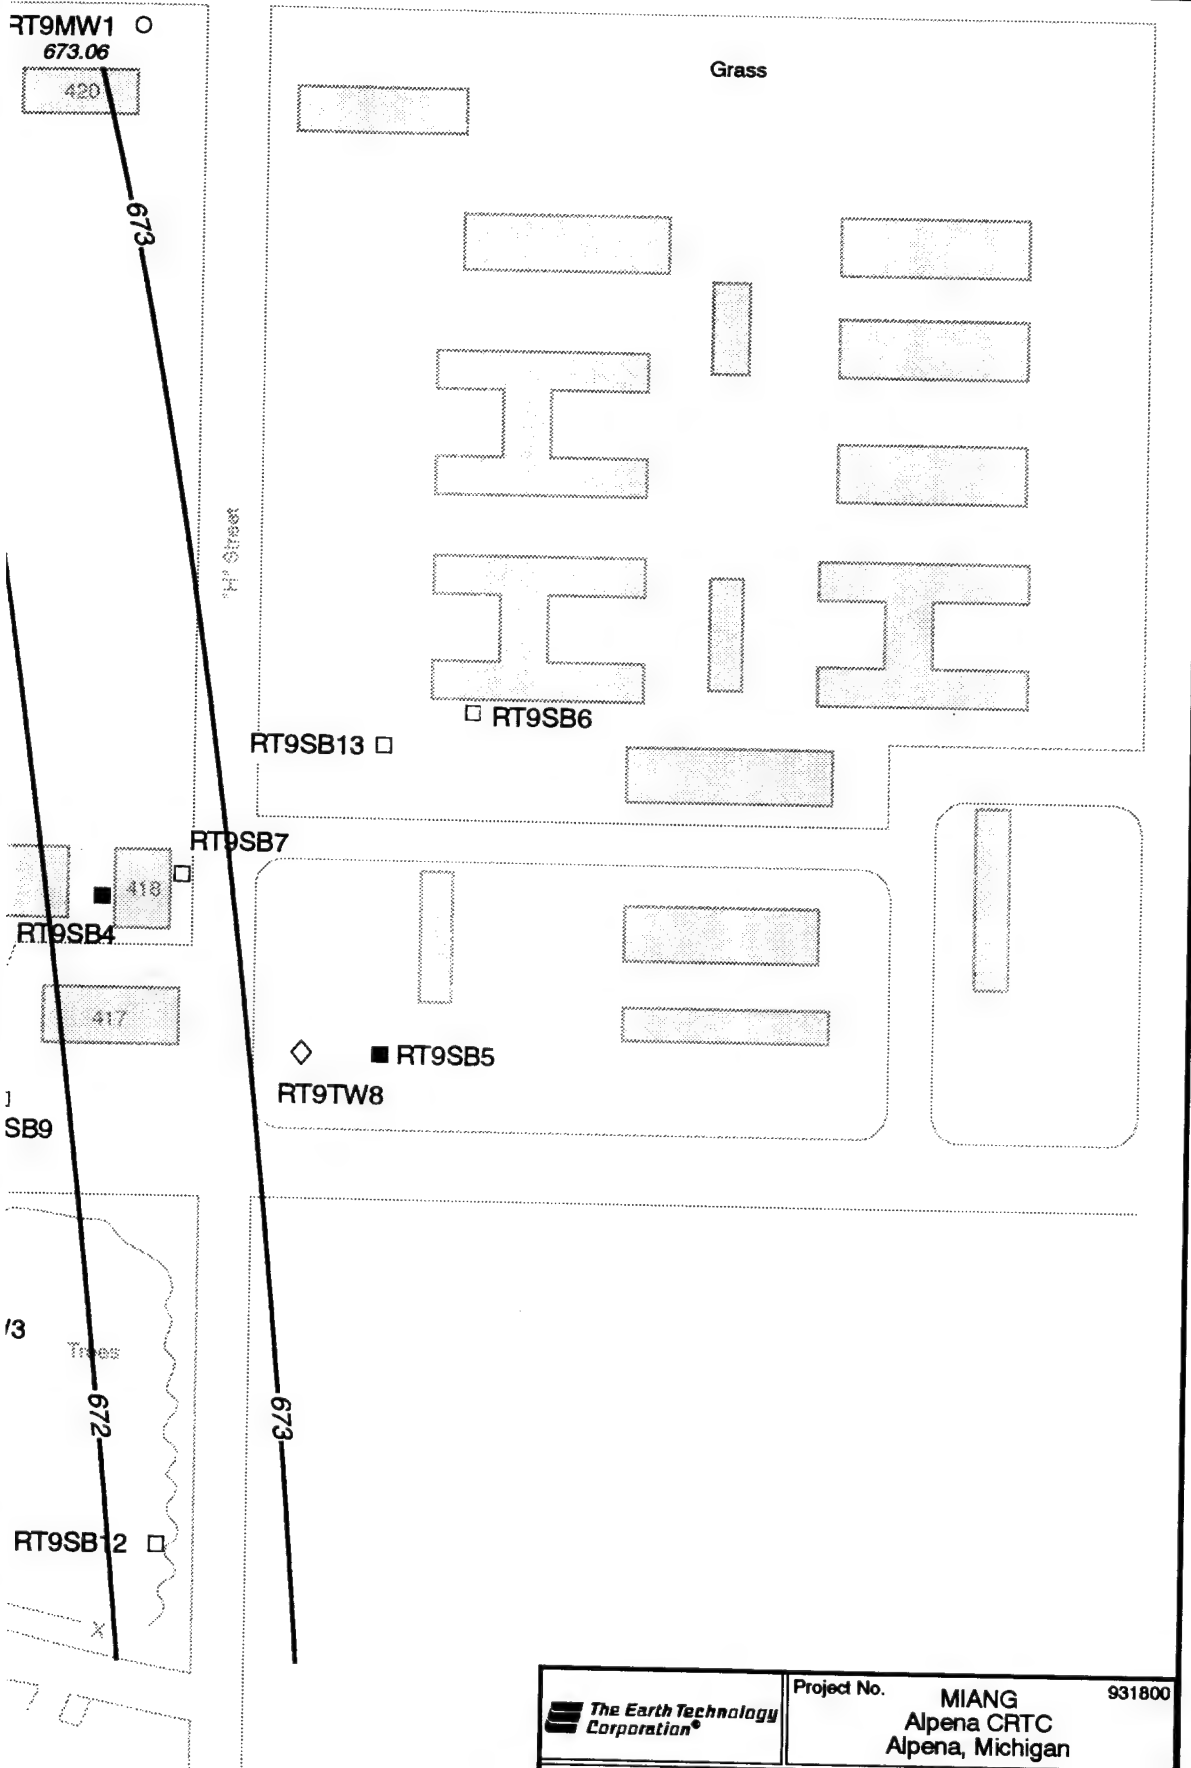 RT9MW1
673.06
420
Grass
673
"H" Street
RT9SB6
RT9SB13
RT9SB7
418
RT9SB4
417
RT9SB5
RT9TW8
SB9
/3
Trees
672
673
RT9SB12
X
The Earth Technology
Corporation®
Project No. 931800
MIANG
Alpena CRTC
Alpena, Michigan